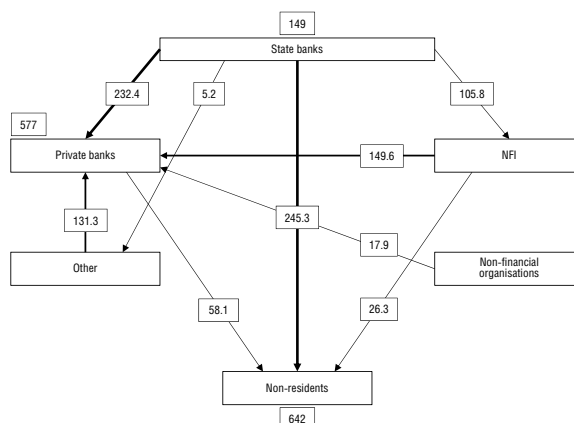 149
State banks
232.4
5.2
105.8
577
Private banks
149.6
NFI
131.3
245.3
17.9
Other
Non-financial
organisations
58.1
26.3
Non-residents
642